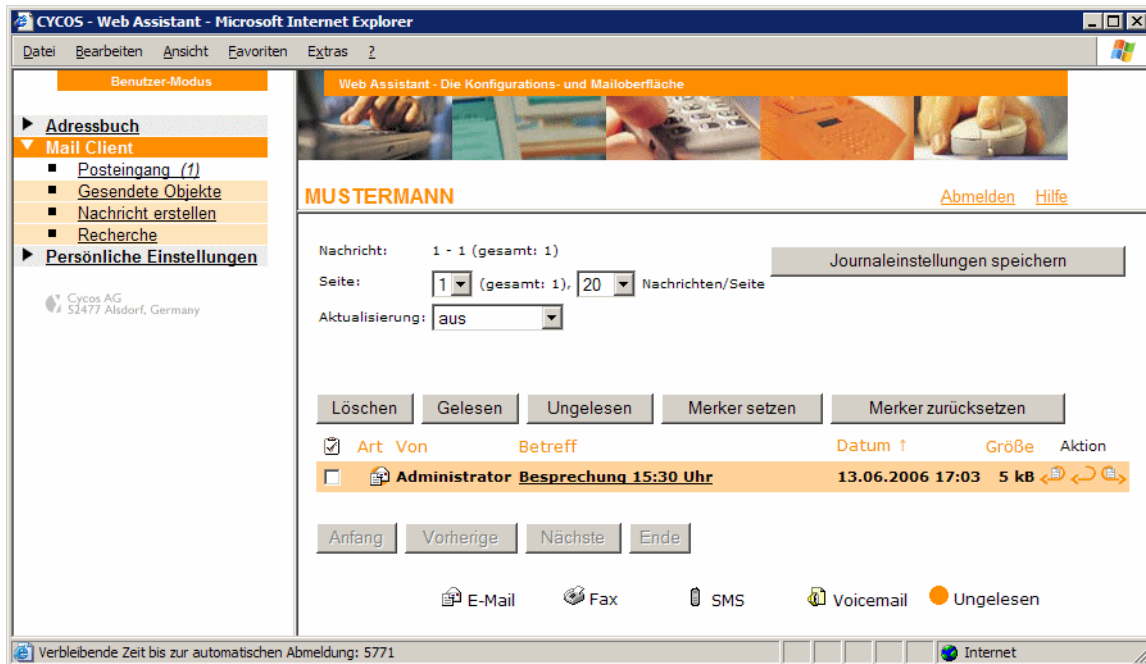 CYCOS - Web Assistant - Microsoft Internet Explorer
Datei Bearbeiten Ansicht Favoriten Extras ?
Benutzer-Modus
Adressbuch
Mail Client
Posteingang (1)
Gesendete Objekte
Nachricht erstellen
Recherche
Persönliche Einstellungen
Cycos AG
52477 Alsdorf, Germany
Web Assistant - Die Konfigurations- und Mailoberfläche
MUSTERMANN Abmelden Hilfe
Nachricht: 1 - 1 (gesamt: 1)
Journaleinstellungen speichern
Seite: 1 (gesamt: 1), 20 Nachrichten/Seite
Aktualisierung: aus
Löschen Gelesen Ungelesen Merker setzen Merker zurücksetzen
Art Von Betreff Datum ↑ Größe Aktion
Administrator Besprechung 15:30 Uhr 13.06.2006 17:03 5 kB
Anfang Vorherige Nächste Ende
E-Mail Fax SMS Voicemail Ungelesen
Verbleibende Zeit bis zur automatischen Abmeldung: 5771 Internet